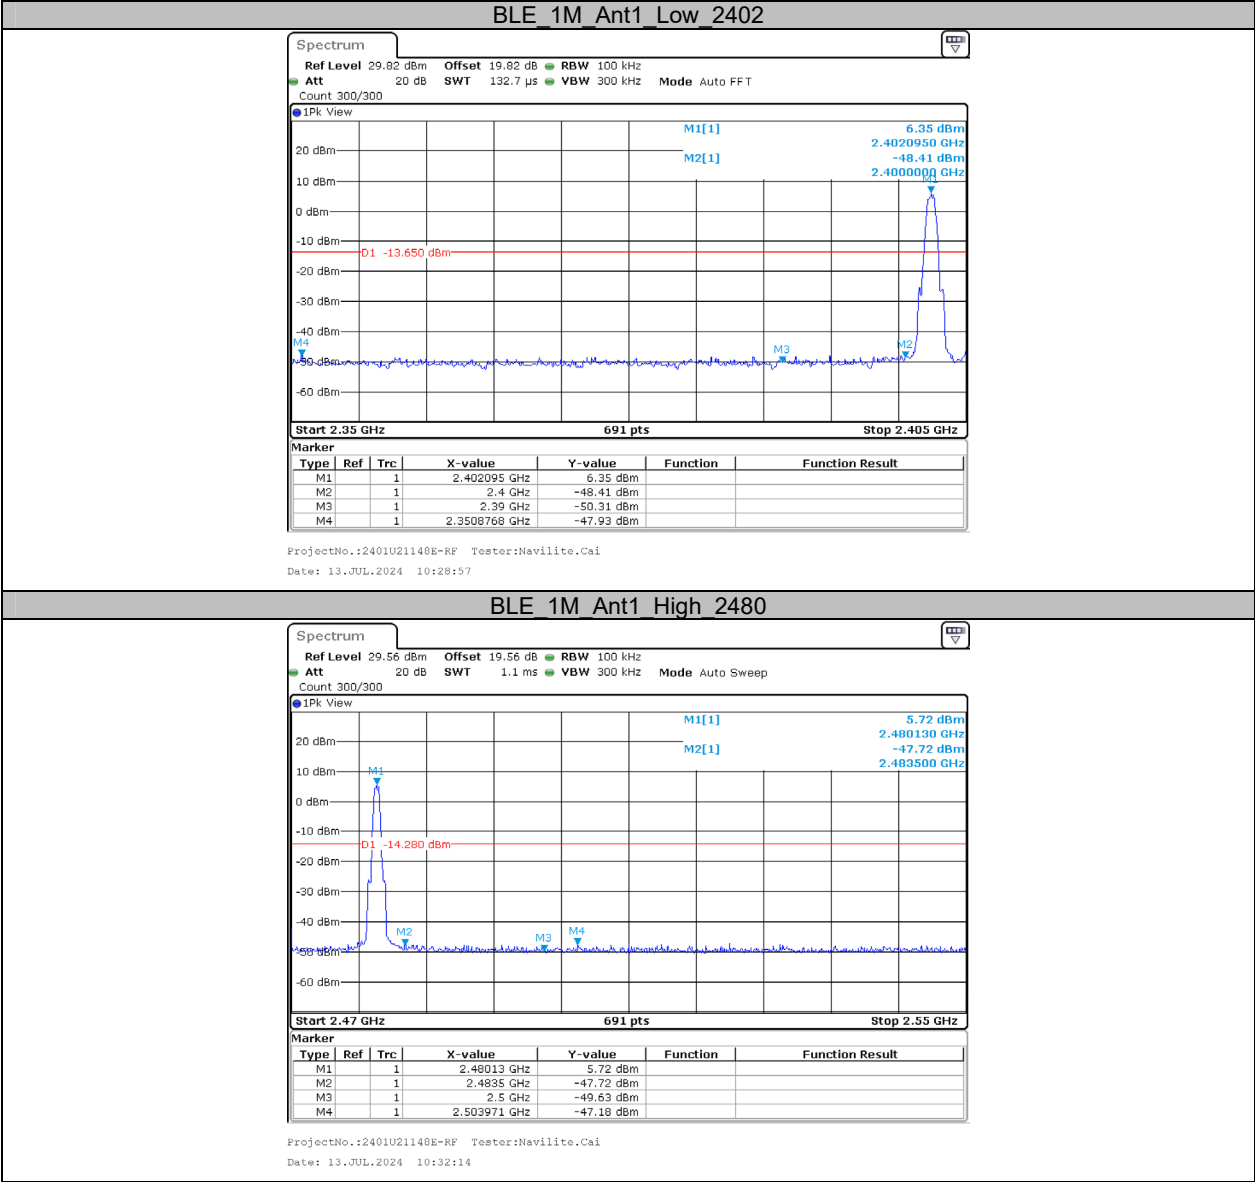 BLE_1M_Ant1_Low_2402
Spectrum
Ref Level 29.82 dBm Offset 19.82 dB RBW 100 kHz
Att 20 dB SWT 132.7 µs VBW 300 kHz Mode Auto FFT
Count 300/300
1Pk View
M1[1] 6.35 dBm
2.4020950 GHz
20 dBm
M2[1] -48.41 dBm
2.4000000 GHz
10 dBm
M1
0 dBm
-10 dBm
D1 -13.650 dBm
-20 dBm
-30 dBm
-40 dBm
M4
M3
M2
-50 dBm
-60 dBm
Start 2.35 GHz 691 pts Stop 2.405 GHz
Marker
Type Ref Trc X-value Y-value Function Function Result
M1 1 2.402095 GHz 6.35 dBm
M2 1 2.4 GHz -48.41 dBm
M3 1 2.39 GHz -50.31 dBm
M4 1 2.3508768 GHz -47.93 dBm
ProjectNo.:2401U21148E-RF Tester:Navilite.Cai
Date: 13.JUL.2024 10:28:57
BLE_1M_Ant1_High_2480
Spectrum
Ref Level 29.56 dBm Offset 19.56 dB RBW 100 kHz
Att 20 dB SWT 1.1 ms VBW 300 kHz Mode Auto Sweep
Count 300/300
1Pk View
M1[1] 5.72 dBm
2.480130 GHz
20 dBm
M2[1] -47.72 dBm
2.483500 GHz
10 dBm
M1
0 dBm
-10 dBm
D1 -14.280 dBm
-20 dBm
-30 dBm
-40 dBm
M2
M3
M4
-50 dBm
-60 dBm
Start 2.47 GHz 691 pts Stop 2.55 GHz
Marker
Type Ref Trc X-value Y-value Function Function Result
M1 1 2.48013 GHz 5.72 dBm
M2 1 2.4835 GHz -47.72 dBm
M3 1 2.5 GHz -49.63 dBm
M4 1 2.503971 GHz -47.18 dBm
ProjectNo.:2401U21148E-RF Tester:Navilite.Cai
Date: 13.JUL.2024 10:32:14